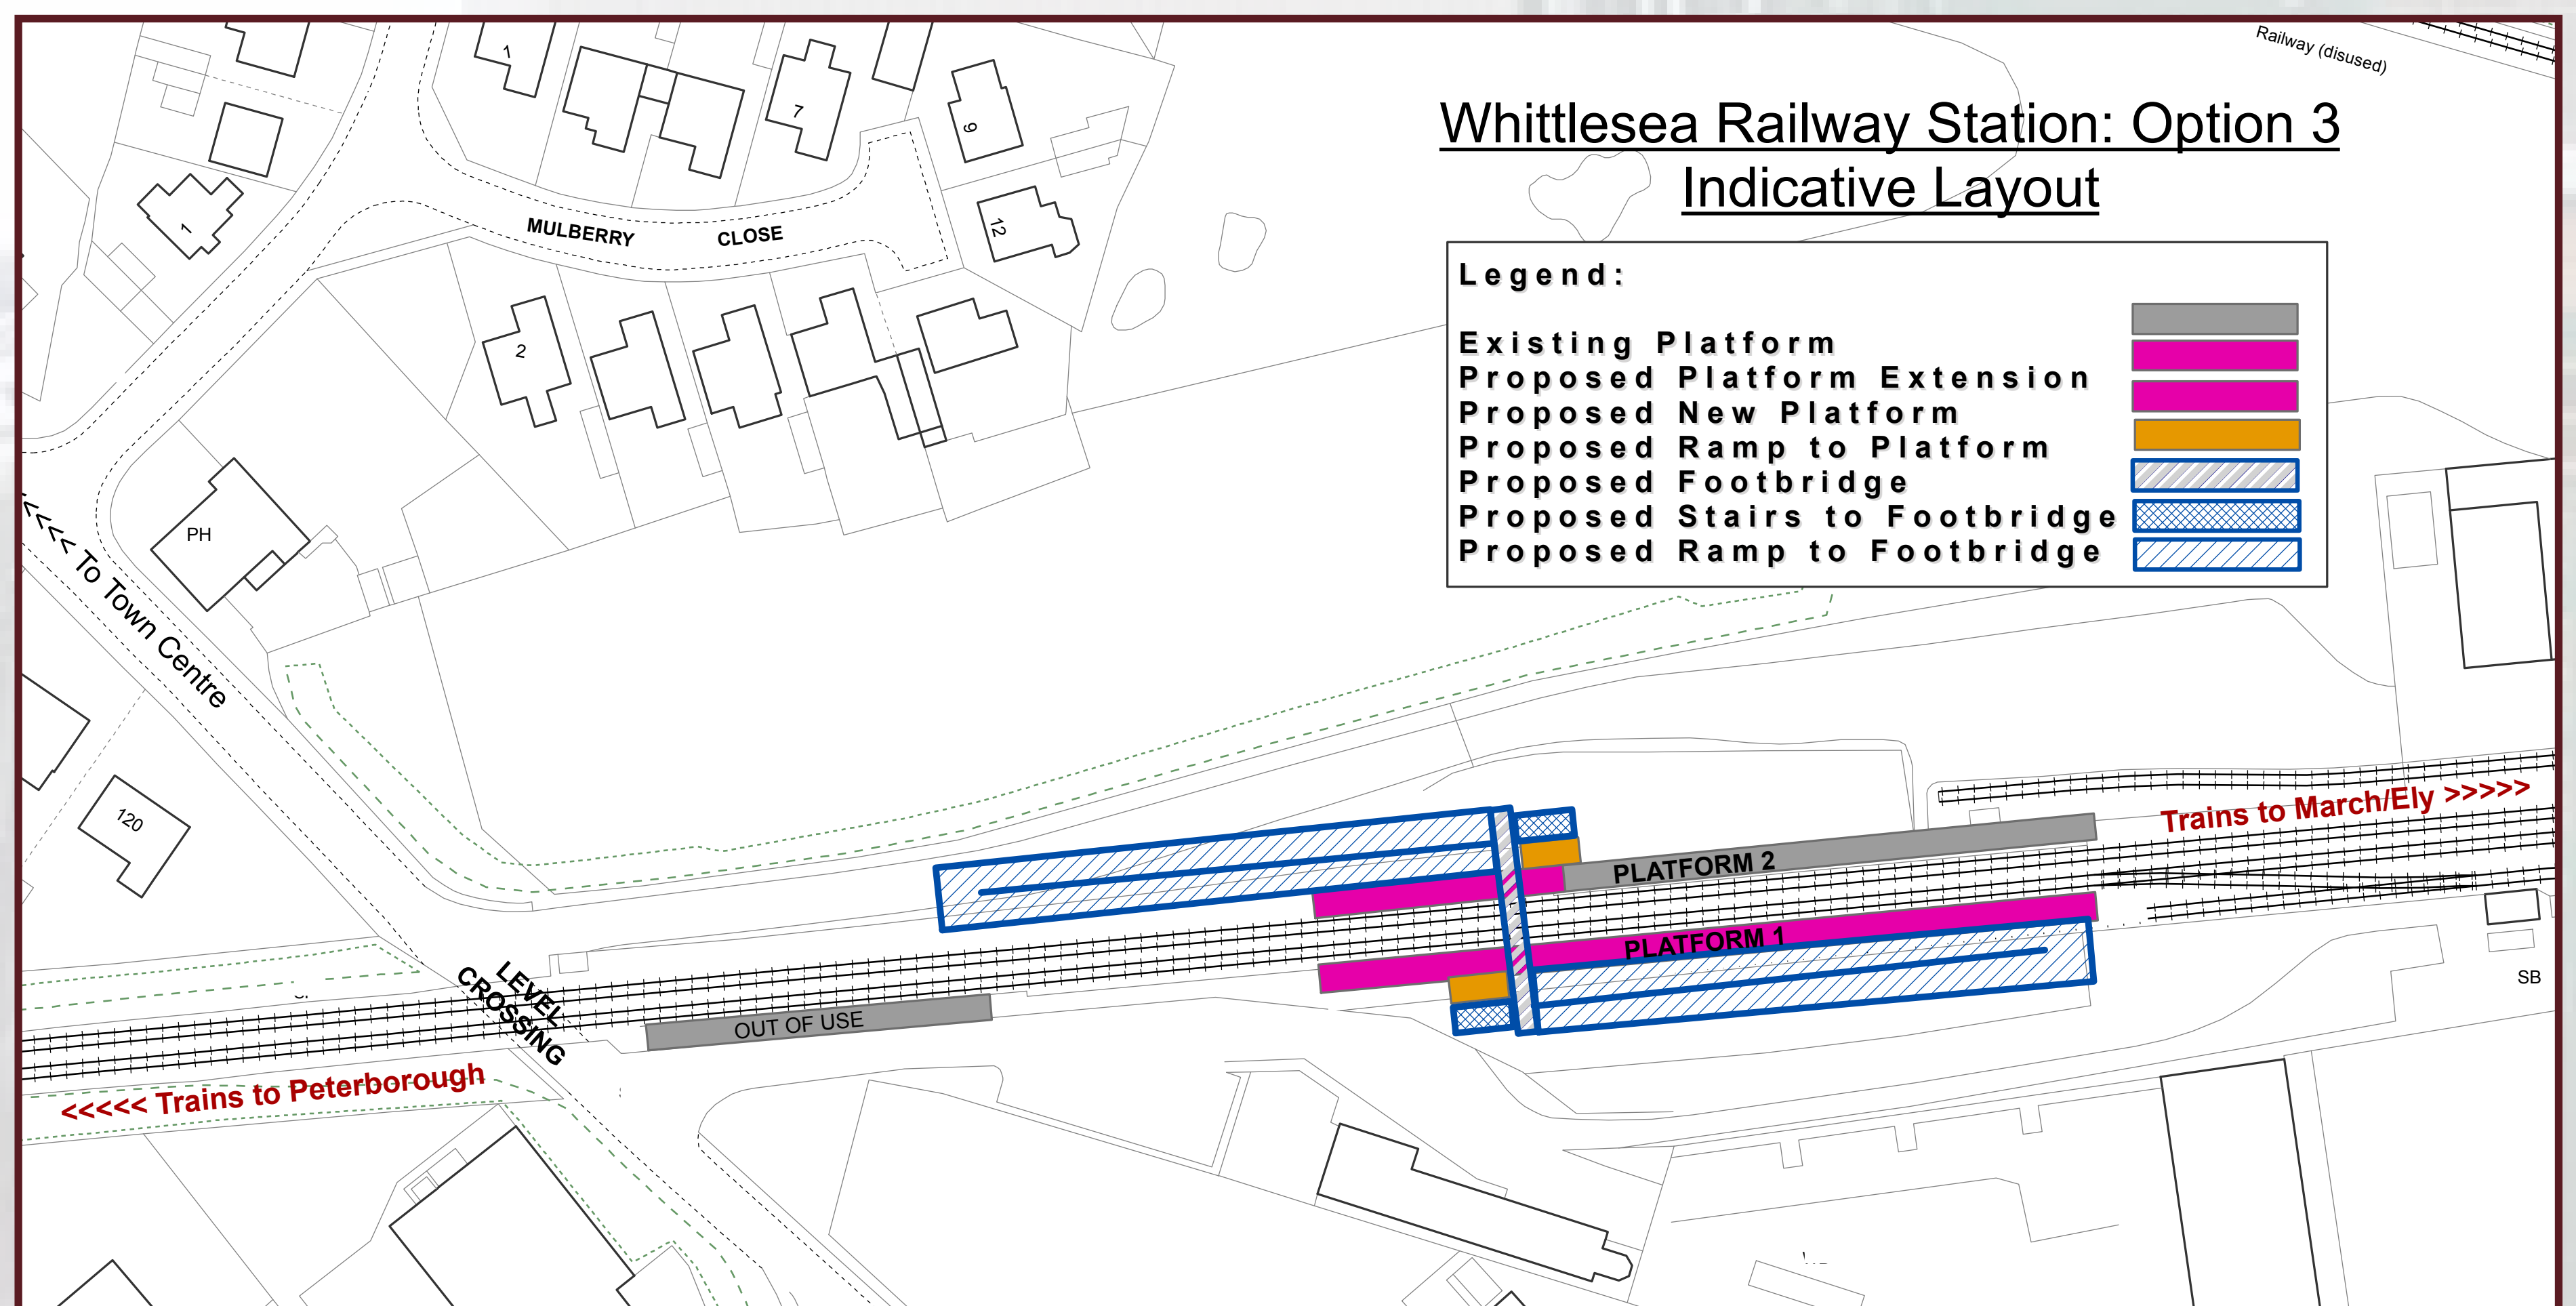 Railway (disused)
Whittlesea Railway Station: Option 3
Indicative Layout
Legend:
Existing Platform
Proposed Platform Extension
Proposed New Platform
Proposed Ramp to Platform
Proposed Footbridge
Proposed Stairs to Footbridge
Proposed Ramp to Footbridge
1
7
9
1
12
MULBERRY CLOSE
2
PH
<<<< To Town Centre
120
LEVEL
CROSSING
OUT OF USE
<<<<< Trains to Peterborough
PLATFORM 2
PLATFORM 1
Trains to March/Ely >>>>>
SB